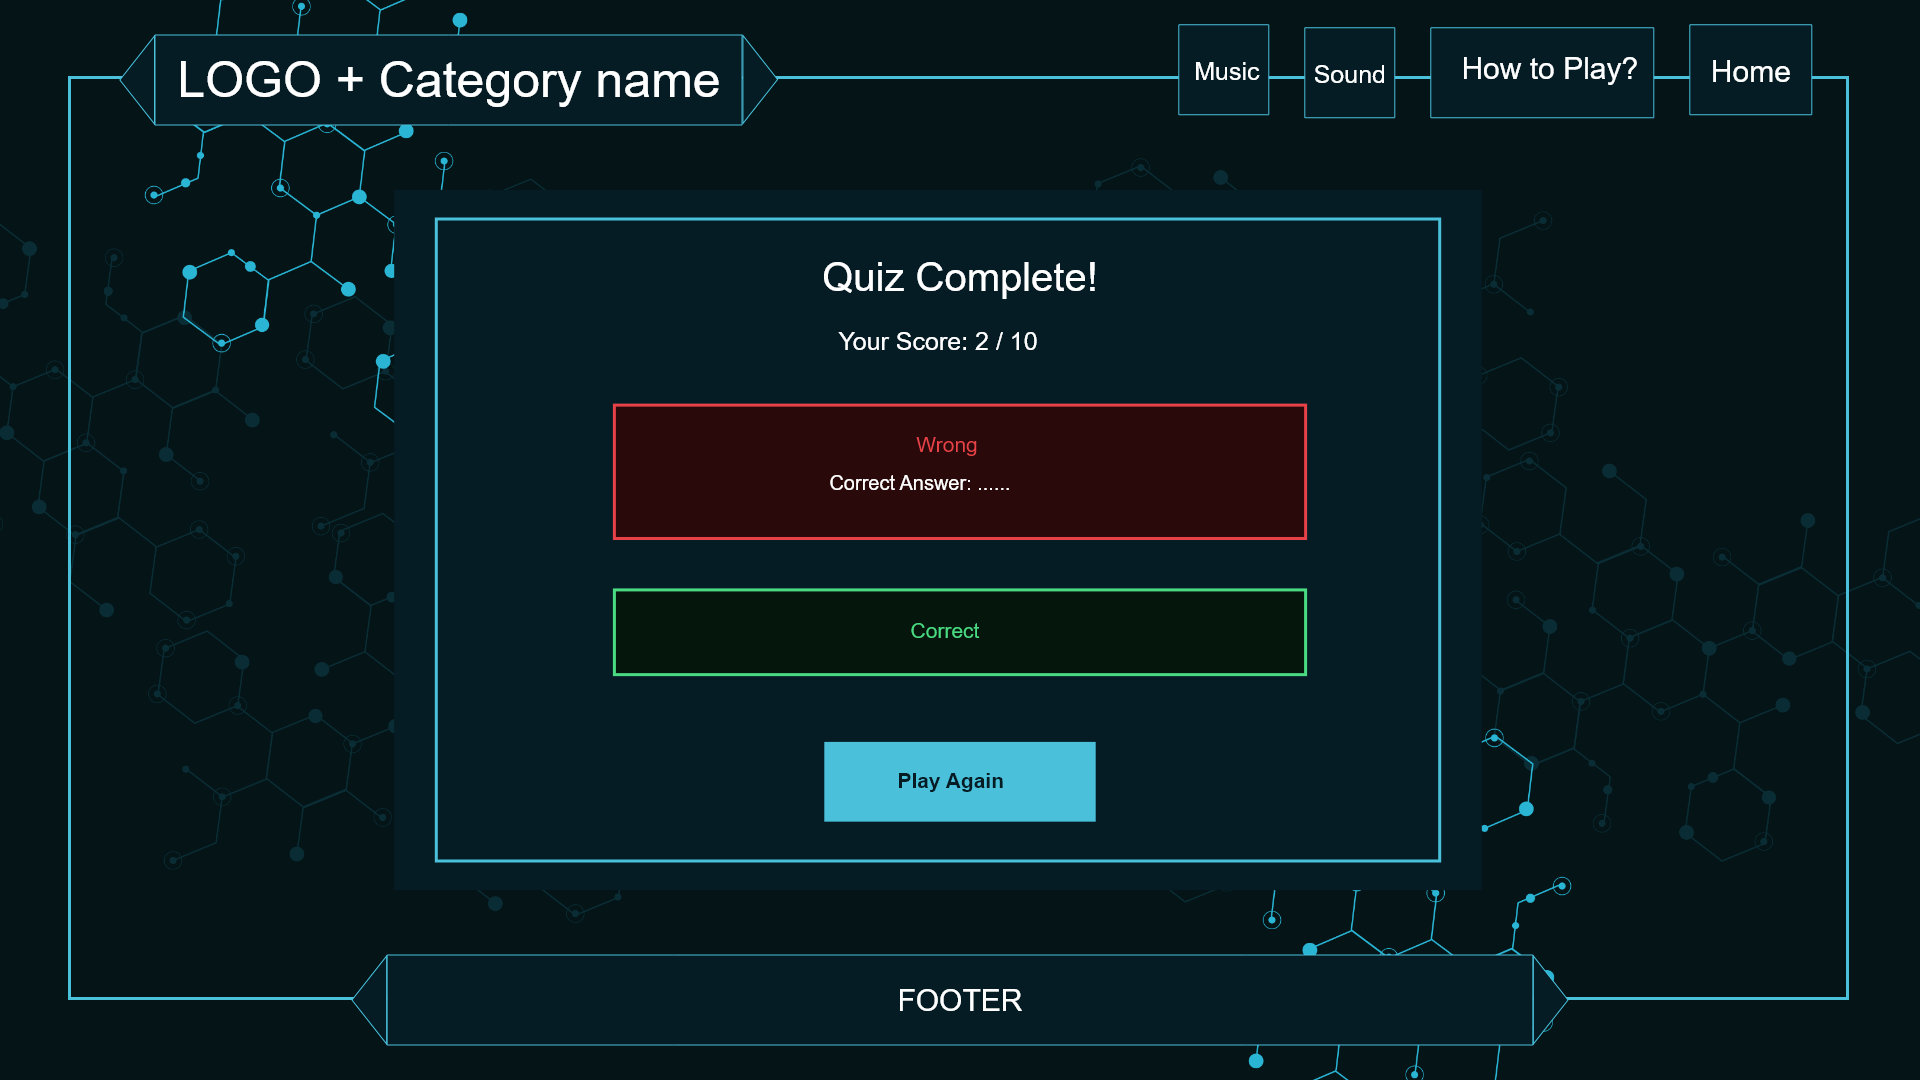 LOGO + Category name
Music
Sound
How to Play?
Home
Quiz Complete!
Your Score: 2 / 10
Wrong
Correct Answer: ......
Correct
Play Again
FOOTER